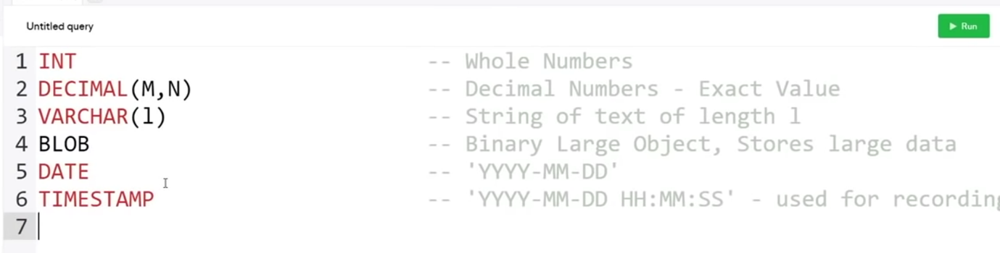 Untitled query
Run
1 INT -- Whole Numbers
2 DECIMAL(M,N) -- Decimal Numbers - Exact Value
3 VARCHAR(l) -- String of text of length l
4 BLOB -- Binary Large Object, Stores large data
5 DATE -- 'YYYY-MM-DD'
6 TIMESTAMP -- 'YYYY-MM-DD HH:MM:SS' - used for recording
7